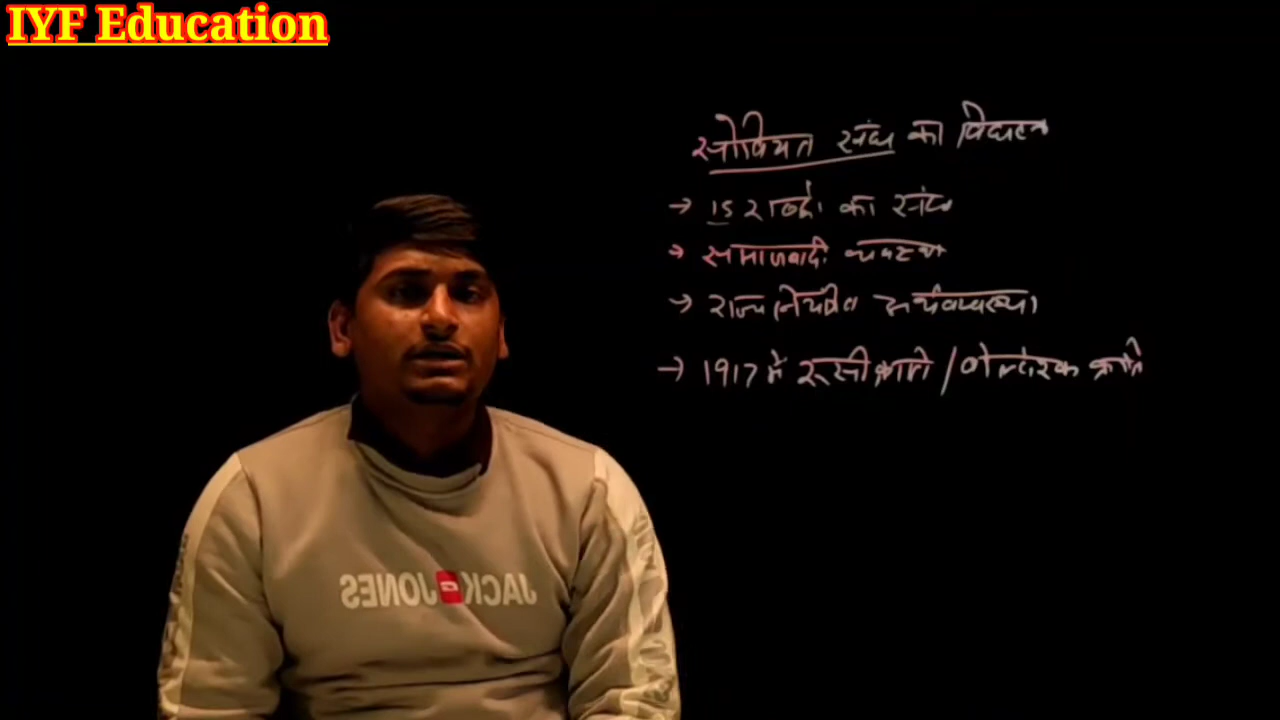 IYF Education
सोवियत संघ का विघटन
→ 15 राज्यों का संघ
→ समाजवादी व्यवस्था
→ राज्य नियंत्रित अर्थव्यवस्था
→ 1917 में रूसी क्रांति / वोल्शेविक क्रांति
JACK JONES